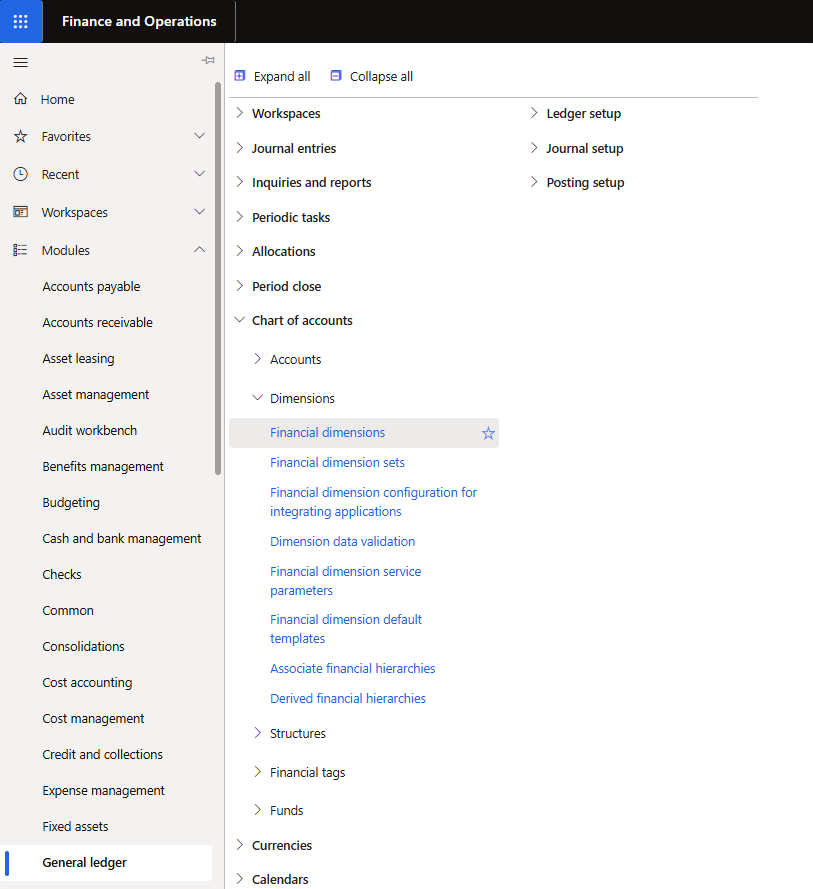 Finance and Operations
Home
Favorites
Recent
Workspaces
Modules
Accounts payable
Accounts receivable
Asset leasing
Asset management
Audit workbench
Benefits management
Budgeting
Cash and bank management
Checks
Common
Consolidations
Cost accounting
Cost management
Credit and collections
Expense management
Fixed assets
General ledger
Expand all
Collapse all
Workspaces
Journal entries
Inquiries and reports
Periodic tasks
Allocations
Period close
Chart of accounts
Accounts
Dimensions
Financial dimensions
Financial dimension sets
Financial dimension configuration for
integrating applications
Dimension data validation
Financial dimension service
parameters
Financial dimension default
templates
Associate financial hierarchies
Derived financial hierarchies
Structures
Financial tags
Funds
Currencies
Calendars
Ledger setup
Journal setup
Posting setup